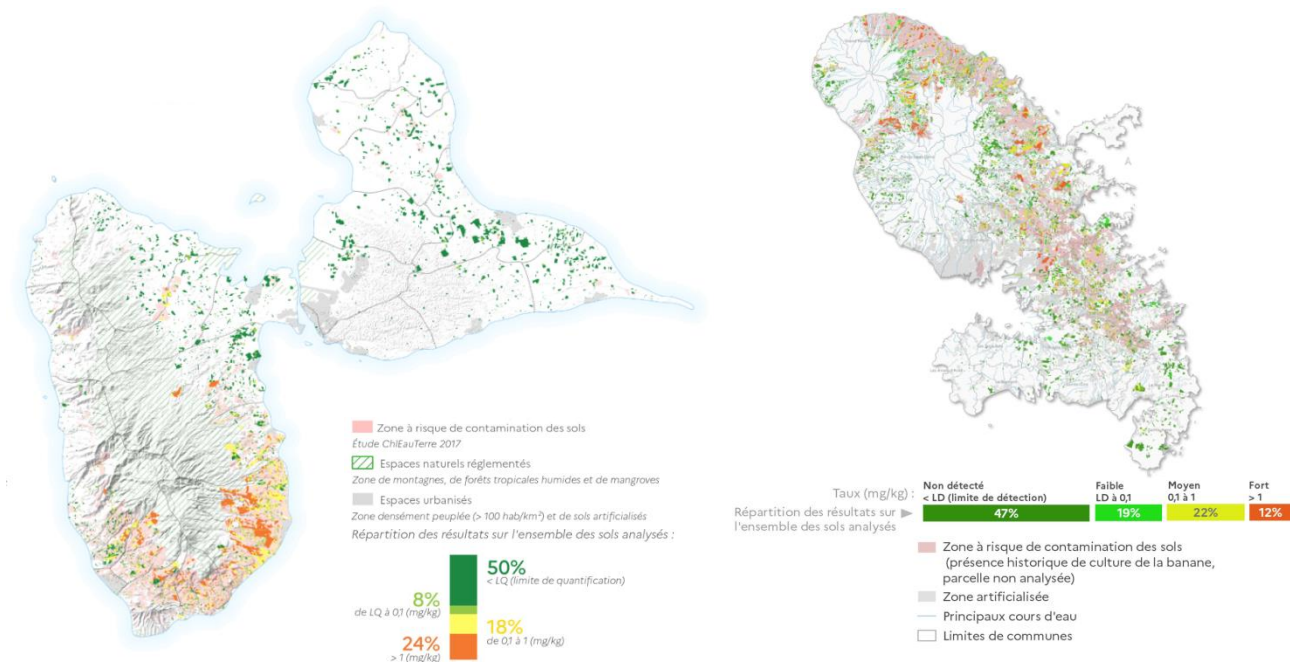 Zone à risque de contamination des sols
Étude ChlEauTerre 2017
Espaces naturels réglementés
Zone de montagnes, de forêts tropicales humides et de mangroves
Espaces urbanisés
Zone densément peuplée (> 100 hab/km²) et de sols artificialisés
Répartition des résultats sur l'ensemble des sols analysés :
50%
< LQ (limite de quantification)
8%
de LQ à 0,1 (mg/kg)
18%
de 0,1 à 1 (mg/kg)
24%
> 1 (mg/kg)
Taux (mg/kg) :
Non détecté
< LD (limite de détection)
Faible
LD à 0,1
Moyen
0,1 à 1
Fort
> 1
Répartition des résultats sur
l'ensemble des sols analysés
47%
19%
22%
12%
Zone à risque de contamination des sols
(présence historique de culture de la banane,
parcelle non analysée)
Zone artificialisée
Principaux cours d'eau
Limites de communes